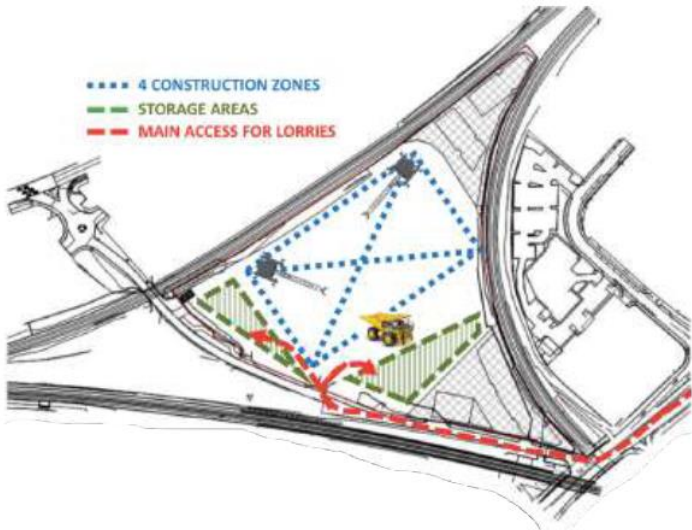 4 CONSTRUCTION ZONES
STORAGE AREAS
MAIN ACCESS FOR LORRIES